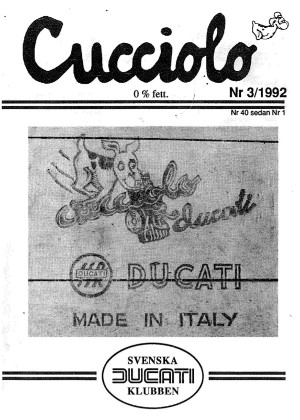 Cucciolo
0 % fett.
Nr 3/1992
Nr 40 sedan Nr 1
Cucciolo
ducati
DUCATI
DUCATI
MADE IN ITALY
SVENSKA
DUCATI
KLUBBEN